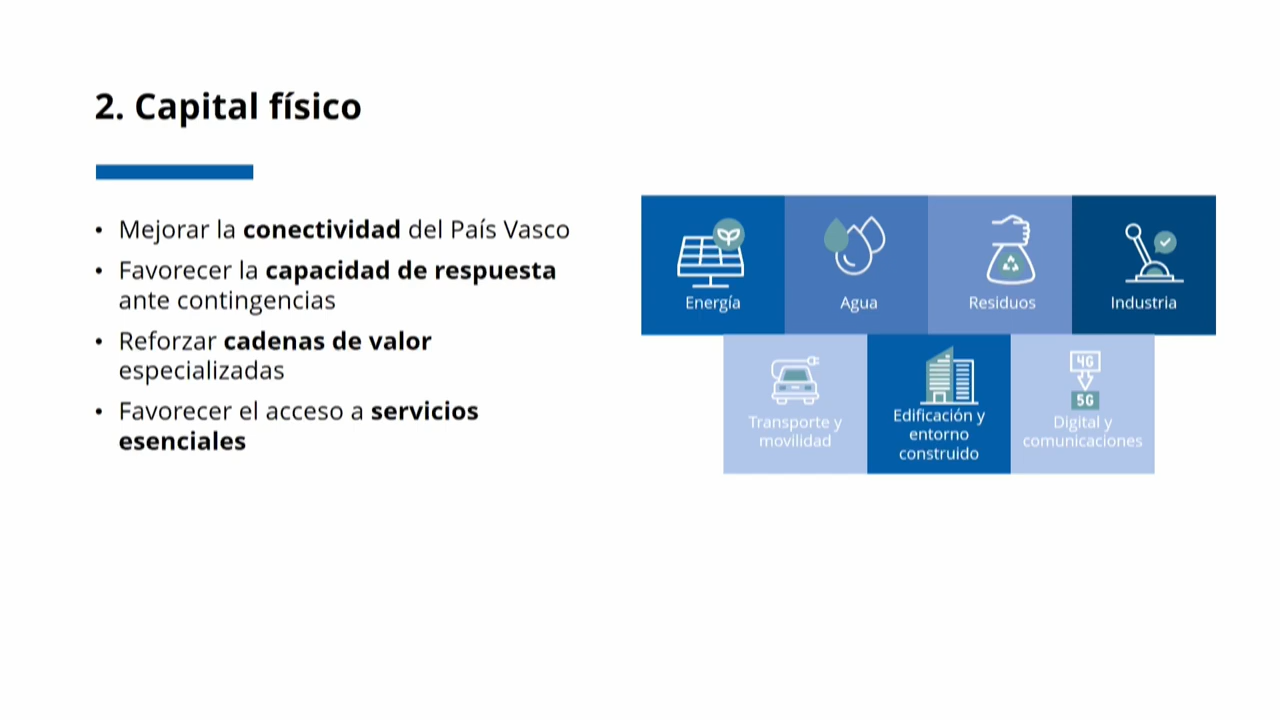 2. Capital físico
• Mejorar la conectividad del País Vasco
• Favorecer la capacidad de respuesta
ante contingencias
• Reforzar cadenas de valor
especializadas
• Favorecer el acceso a servicios
esenciales
Energía
Agua
Residuos
Industria
Transporte y
movilidad
Edificación y
entorno
construido
4G
5G
Digital y
comunicaciones